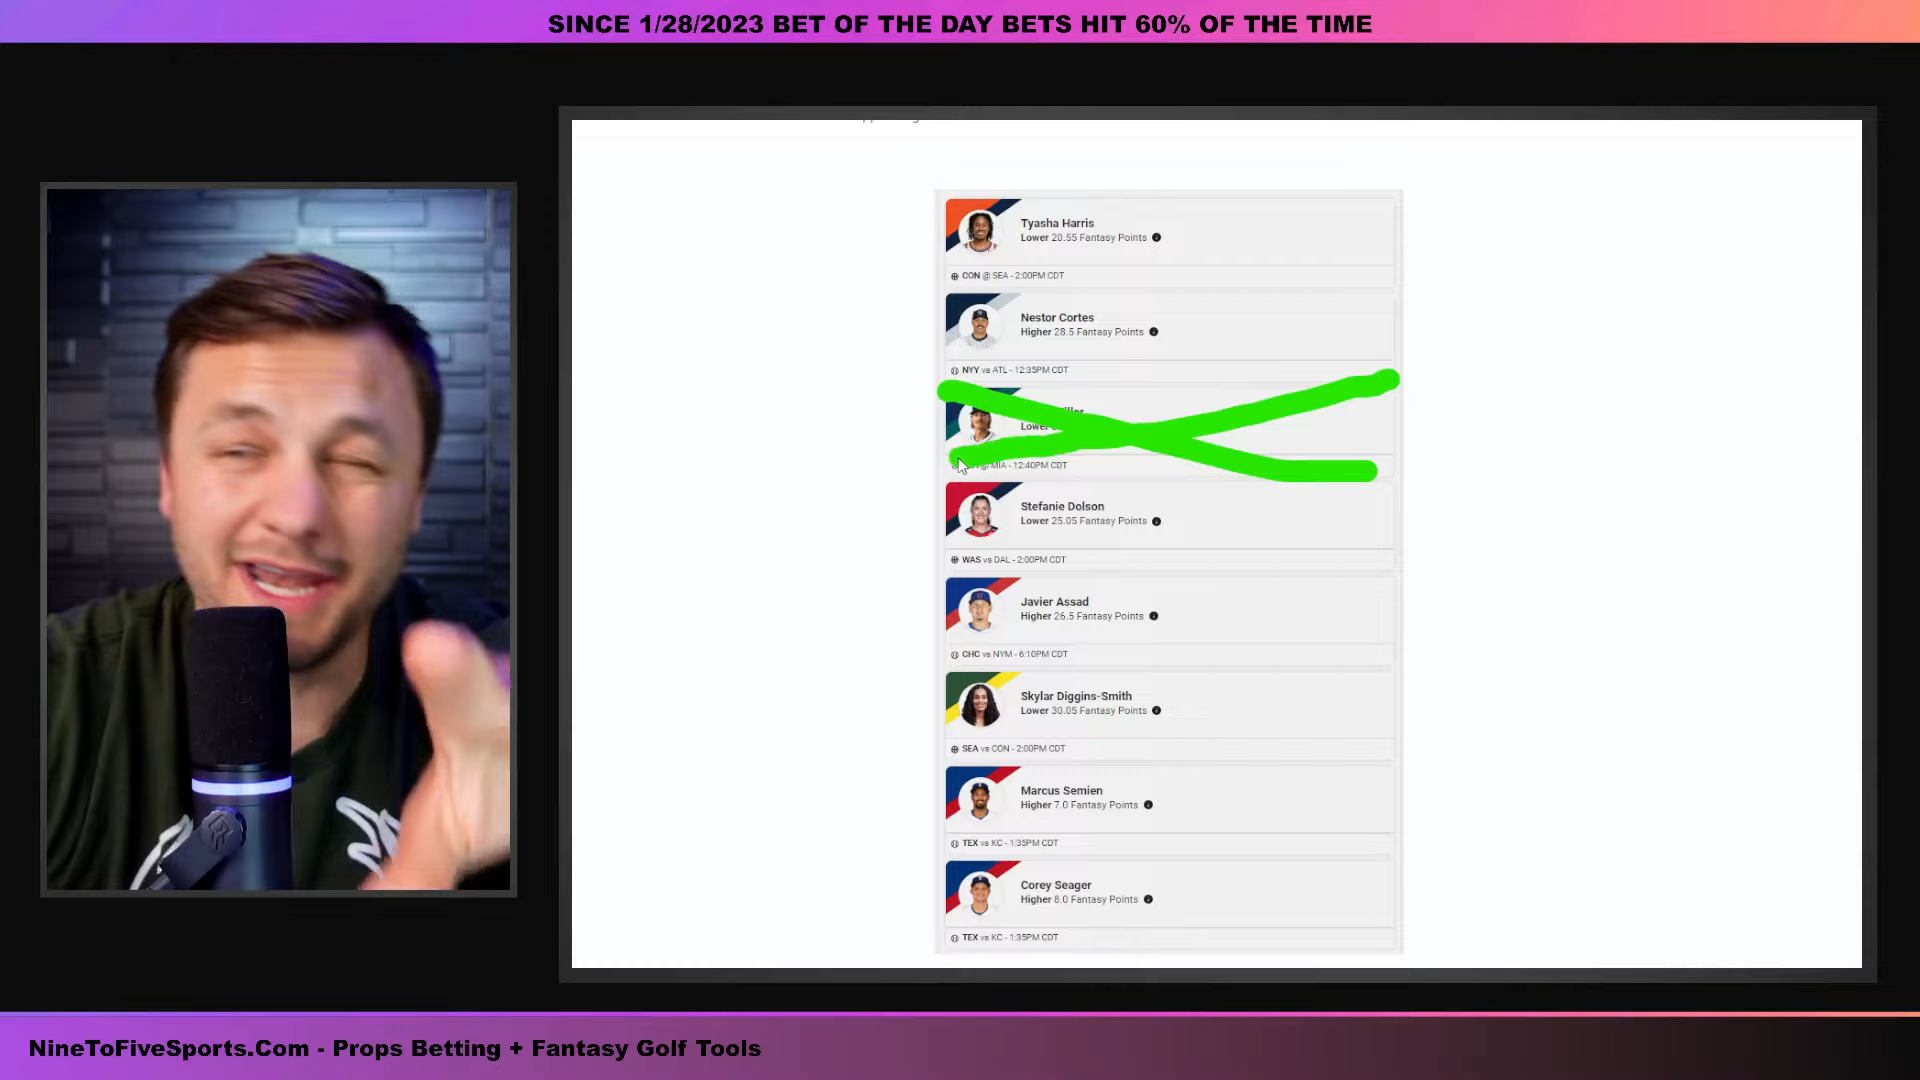 SINCE 1/28/2023 BET OF THE DAY BETS HIT 60% OF THE TIME
Tyasha Harris
Lower 20.55 Fantasy Points
CON @ SEA - 2:00PM CDT
Nestor Cortes
Higher 28.5 Fantasy Points
NYY vs ATL - 12:35PM CDT
Lower
@ MIA - 12:40PM CDT
Stefanie Dolson
Lower 25.05 Fantasy Points
WAS vs DAL - 2:00PM CDT
Javier Assad
Higher 26.5 Fantasy Points
CHC vs NYM - 6:10PM CDT
Skylar Diggins-Smith
Lower 30.05 Fantasy Points
SEA vs CON - 2:00PM CDT
Marcus Semien
Higher 7.0 Fantasy Points
TEX vs KC - 1:35PM CDT
Corey Seager
Higher 8.0 Fantasy Points
TEX vs KC - 1:35PM CDT
NineToFiveSports.Com - Props Betting + Fantasy Golf Tools